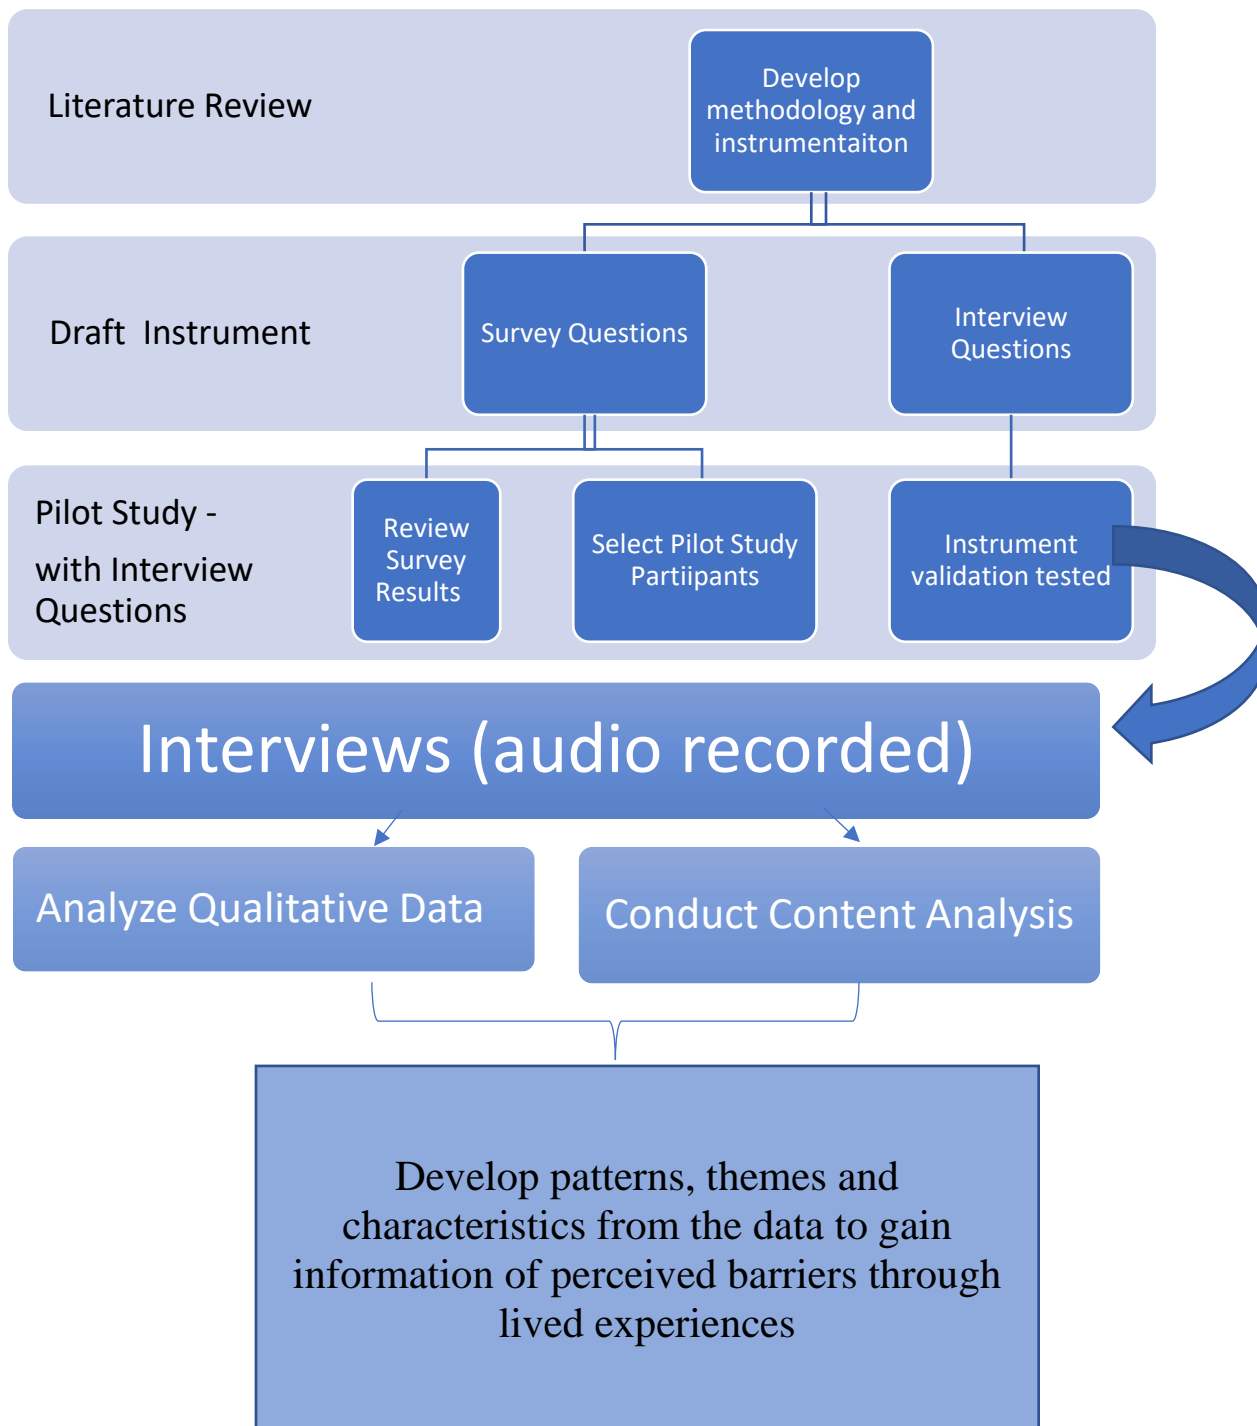 Literature Review
Develop
methodology and
instrumentaiton
Draft  Instrument
Survey Questions
Interview
Questions
Pilot Study -
with Interview
Questions
Review
Survey
Results
Select Pilot Study
Partiipants
Instrument
validation tested
Interviews (audio recorded)
Analyze Qualitative Data
Conduct Content Analysis
Develop patterns, themes and
characteristics from the data to gain
information of perceived barriers through
lived experiences